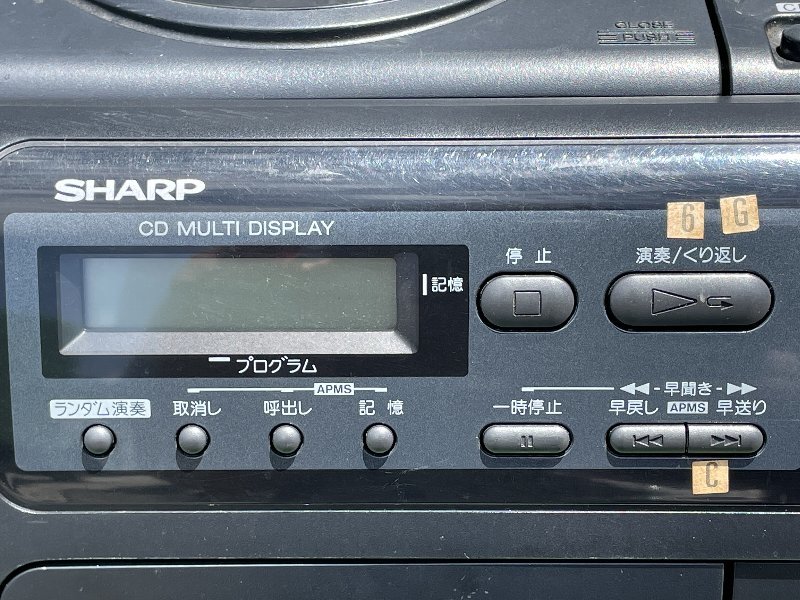 CLOSE
PUSH
SHARP
CD MULTI DISPLAY
6 G
停止
演奏/くり返し
記憶
プログラム
APMS
ランダム演奏
取消し
呼出し
記憶
一時停止
早聞き
早戻し APMS 早送り
C